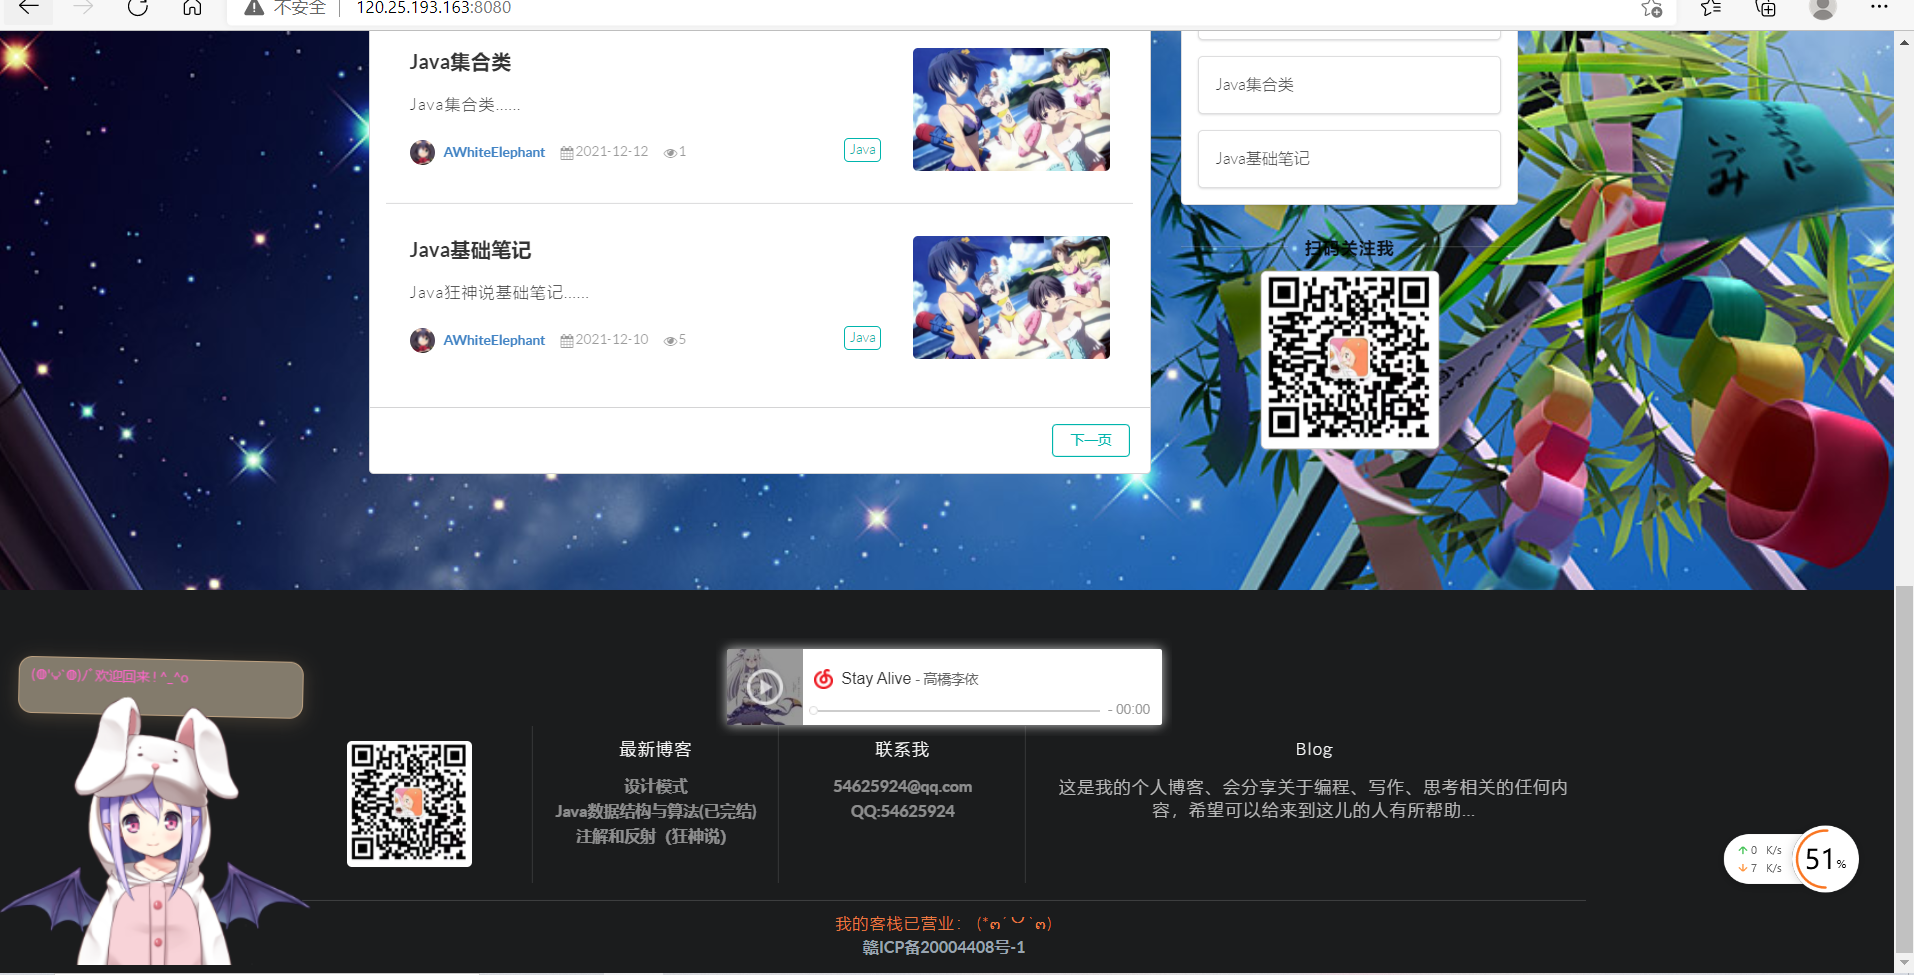 不安全
120.25.193.163:8080
Java集合类
Java集合类......
AWhiteElephant
2021-12-12
1
Java
Java基础笔记
Java狂神说基础笔记......
AWhiteElephant
2021-12-10
5
Java
下一页
Java集合类
Java基础笔记
扫码关注我
欢迎回来！^_^o
Stay Alive - 高橋李依
- 00:00
最新博客
设计模式
Java数据结构与算法(已完结)
注解和反射（狂神说）
联系我
54625924@qq.com
QQ:54625924
Blog
这是我的个人博客、会分享关于编程、写作、思考相关的任何内
容，希望可以给来到这儿的人有所帮助...
0 K/s
7 K/s
51%
我的客栈已营业：
赣ICP备20004408号-1